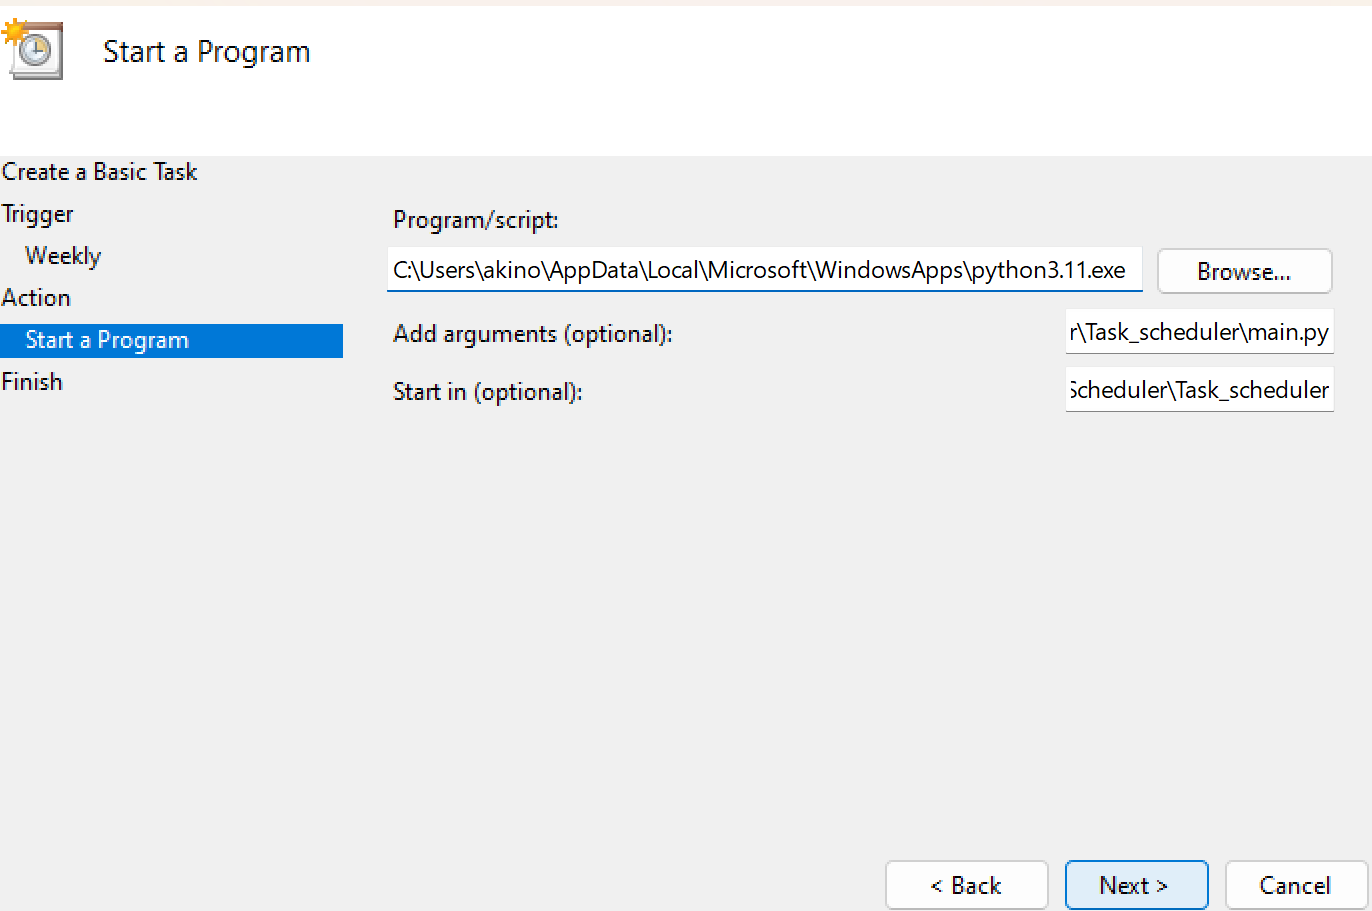 Start a Program
Create a Basic Task
Trigger
Weekly
Action
Start a Program
Finish
Program/script:
C:\Users\akino\AppData\Local\Microsoft\WindowsApps\python3.11.exe
Browse...
Add arguments (optional):
r\Task_scheduler\main.py
Start in (optional):
Scheduler\Task_scheduler
< Back
Next >
Cancel